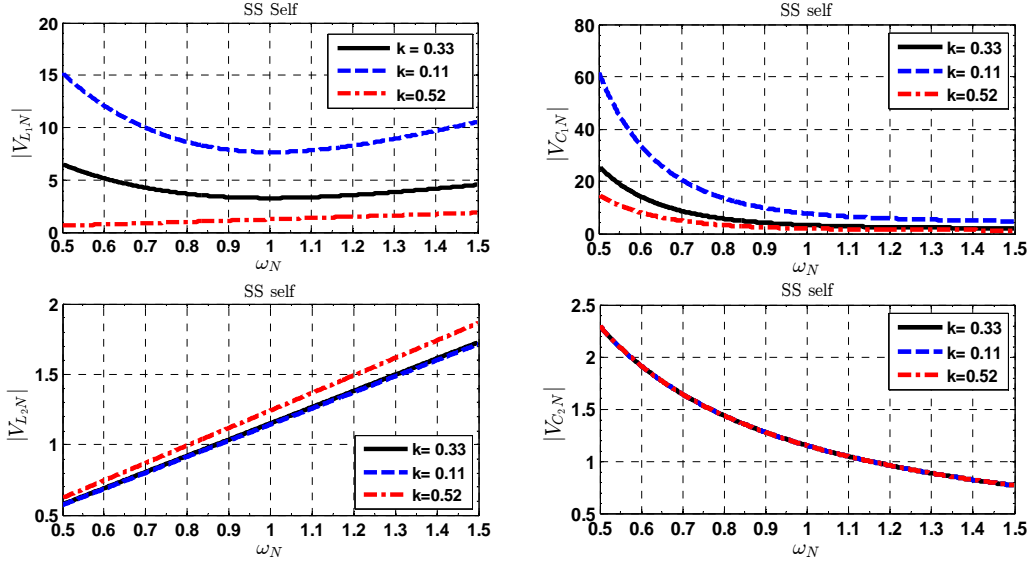 SS Self
|V_{L_1N}|
20
15
10
5
0
k = 0.33
k= 0.11
k=0.52
0.5 0.6 0.7 0.8 0.9 1 1.1 1.2 1.3 1.4 1.5
ω_N
SS self
|V_{C_1N}|
80
60
40
20
0
k= 0.33
k= 0.11
k=0.52
0.5 0.6 0.7 0.8 0.9 1 1.1 1.2 1.3 1.4 1.5
ω_N
SS self
|V_{L_2N}|
2
1.5
1
0.5
k= 0.33
k= 0.11
k=0.52
0.5 0.6 0.7 0.8 0.9 1 1.1 1.2 1.3 1.4 1.5
ω_N
SS self
|V_{C_2N}|
2.5
2
1.5
1
0.5
k= 0.33
k= 0.11
k=0.52
0.5 0.6 0.7 0.8 0.9 1 1.1 1.2 1.3 1.4 1.5
ω_N